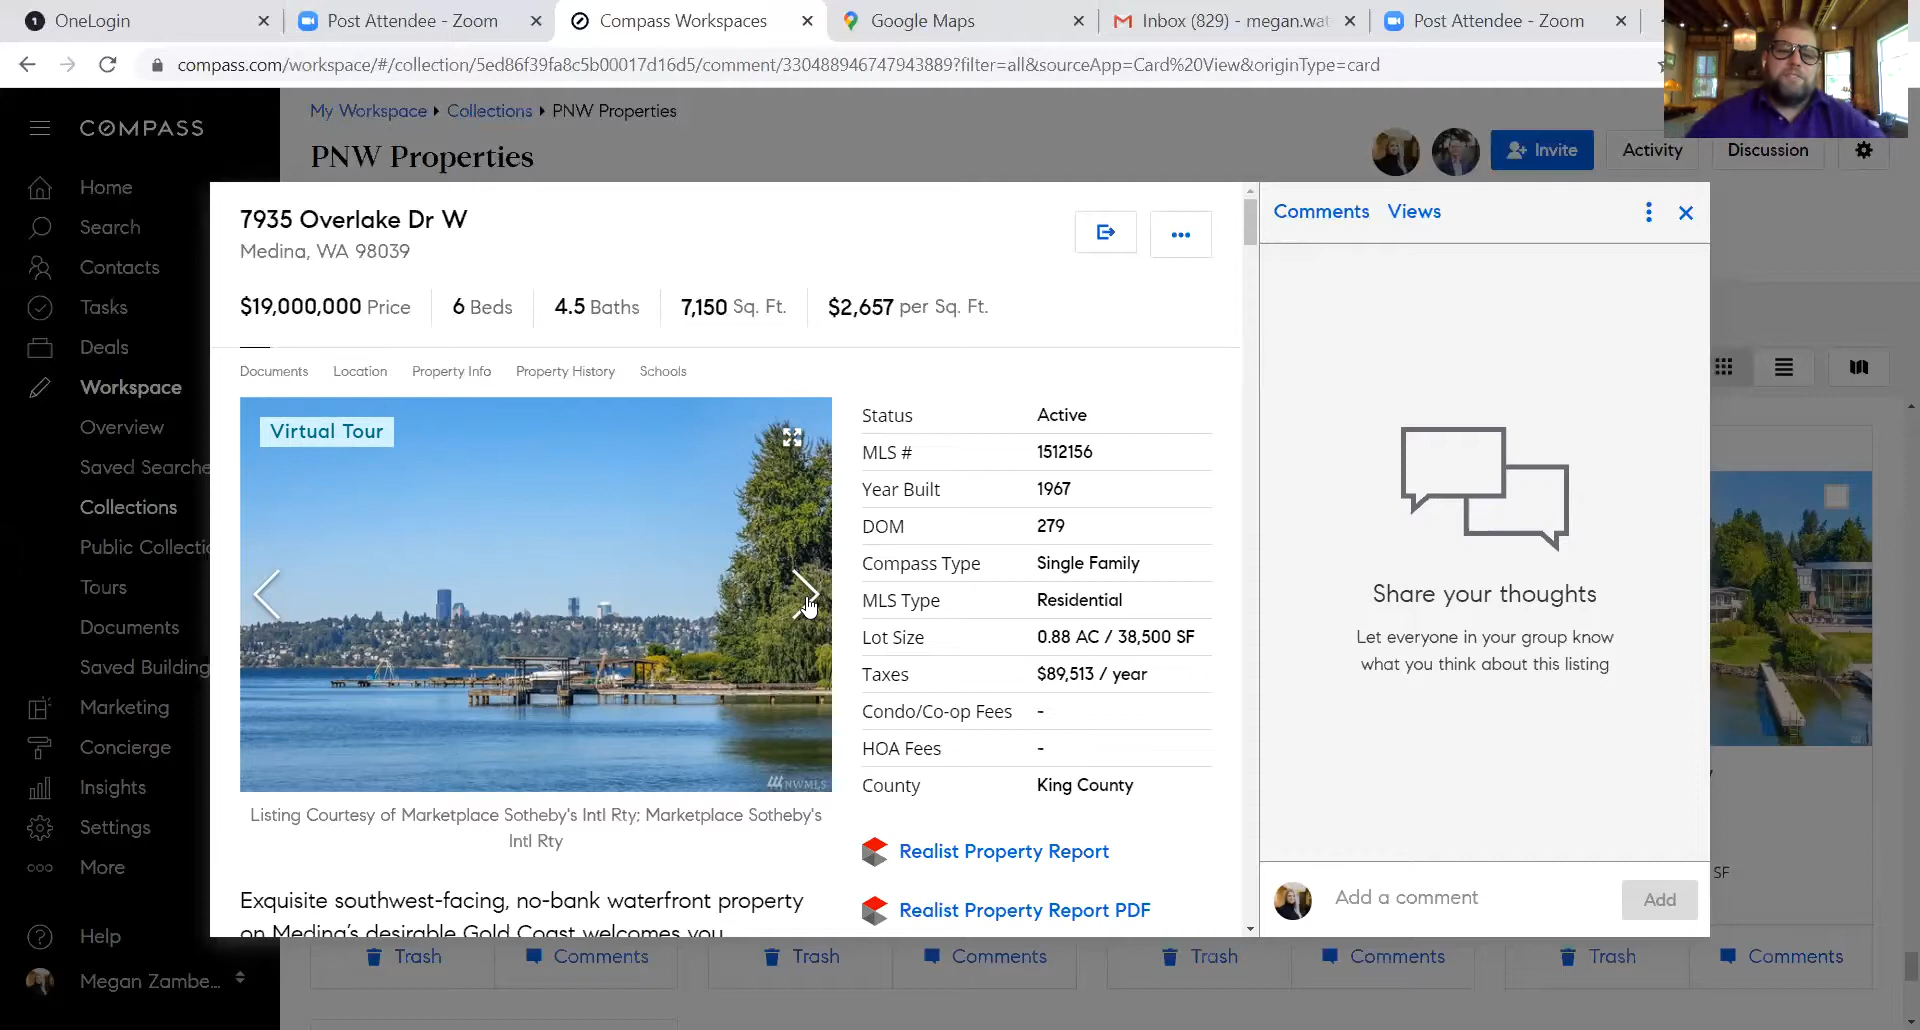 OneLogin
Post Attendee - Zoom
Compass Workspaces
Google Maps
Inbox (829) - megan.wat
Post Attendee - Zoom
compass.com/workspace/#/collection/5ed86f39fa8c5b00017d16d5/comment/330488946747943889?filter=all&sourceApp=Card%20View&originType=card
COMPASS
Home
Search
Contacts
Tasks
Deals
Workspace
Overview
Saved Searche
Collections
Public Collecti
Tours
Documents
Saved Building
Marketing
Concierge
Insights
Settings
More
Help
Megan Zambe...
My Workspace Collections PNW Properties
PNW Properties
Invite
Activity
Discussion
7935 Overlake Dr W
Medina, WA 98039
$19,000,000 Price
6 Beds
4.5 Baths
7,150 Sq. Ft.
$2,657 per Sq. Ft.
Documents
Location
Property Info
Property History
Schools
Virtual Tour
NWMLS
Listing Courtesy of Marketplace Sotheby's Intl Rty; Marketplace Sotheby's
Intl Rty
Exquisite southwest-facing, no-bank waterfront property
on Medina's desirable Gold Coast welcomes you
Status Active
MLS # 1512156
Year Built 1967
DOM 279
Compass Type Single Family
MLS Type Residential
Lot Size 0.88 AC / 38,500 SF
Taxes $89,513 / year
Condo/Co-op Fees -
HOA Fees -
County King County
Realist Property Report
Realist Property Report PDF
Comments Views
Share your thoughts
Let everyone in your group know
what you think about this listing
Add a comment
Add
SF
Trash
Comments
Trash
Comments
Trash
Comments
Trash
Comments